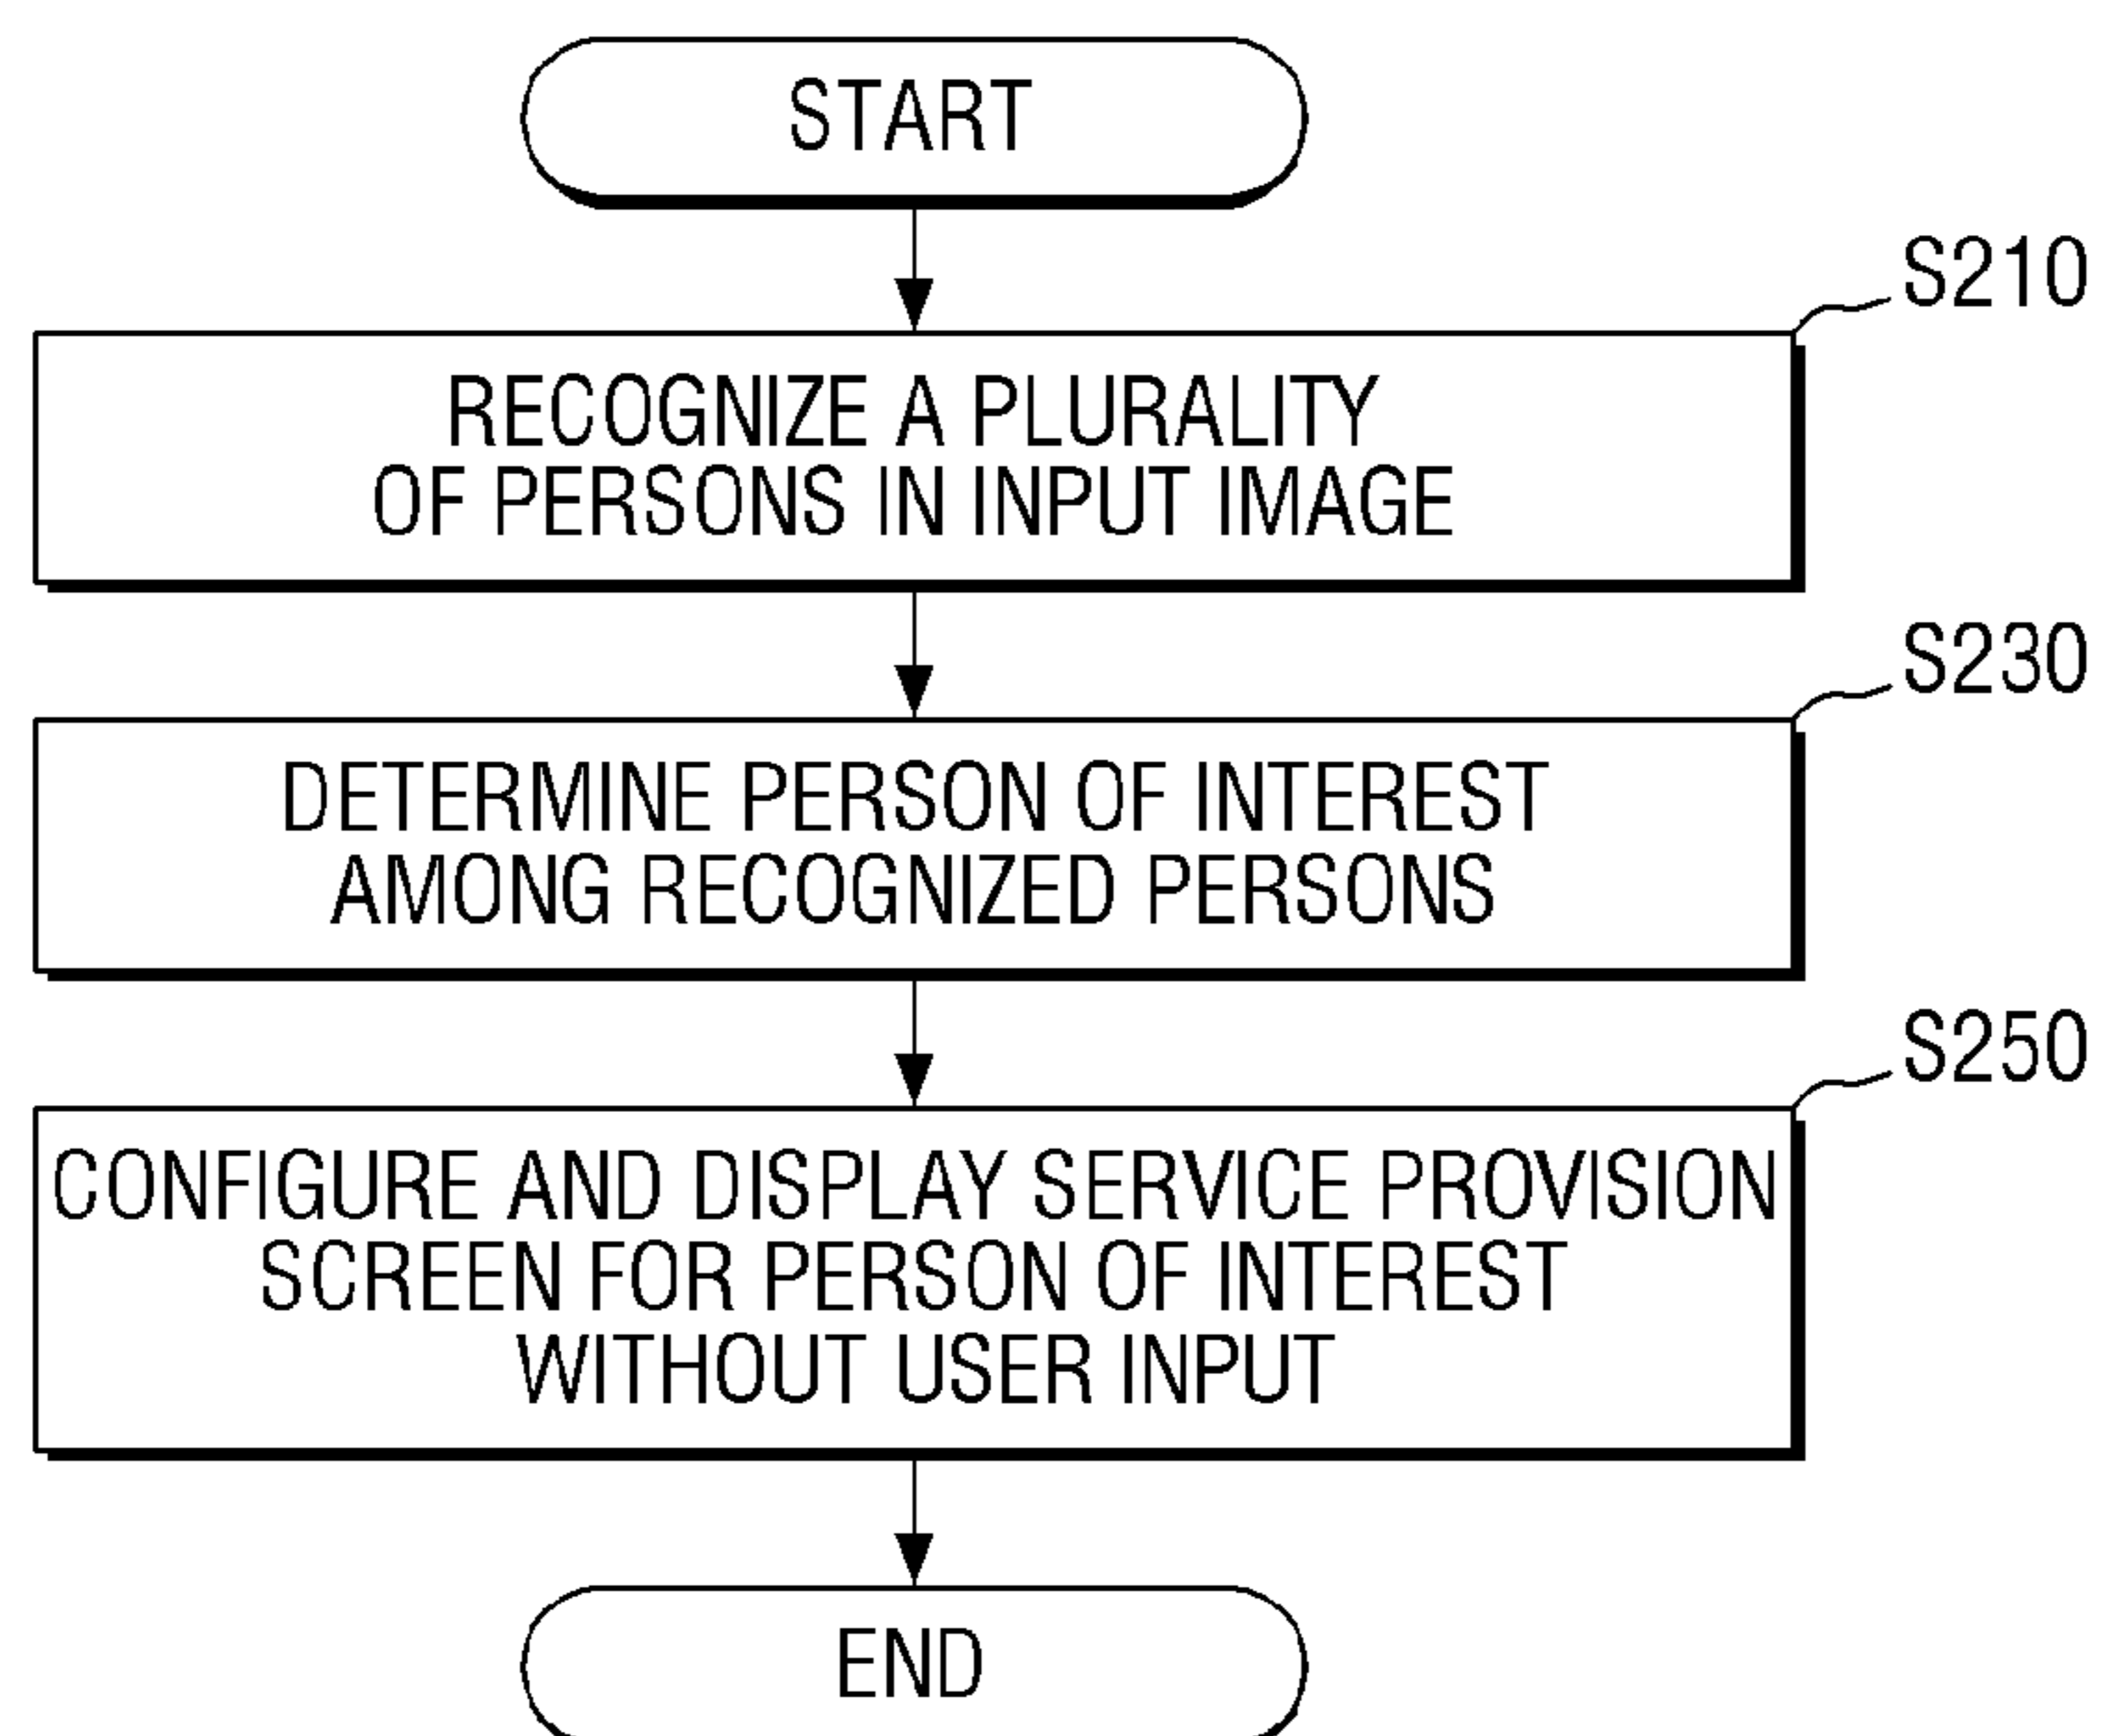 START
S210
RECOGNIZE A PLURALITY
OF PERSONS IN INPUT IMAGE
S230
DETERMINE PERSON OF INTEREST
AMONG RECOGNIZED PERSONS
S250
CONFIGURE AND DISPLAY SERVICE PROVISION
SCREEN FOR PERSON OF INTEREST
WITHOUT USER INPUT
END